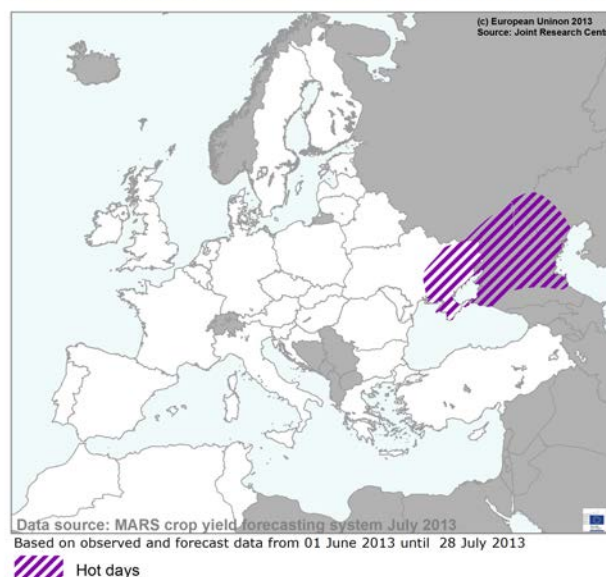 (c) European Uninon 2013
Source: Joint Research Cent
Data source: MARS crop yield forecasting system July 2013
Based on observed and forecast data from 01 June 2013 until 28 July 2013
Hot days